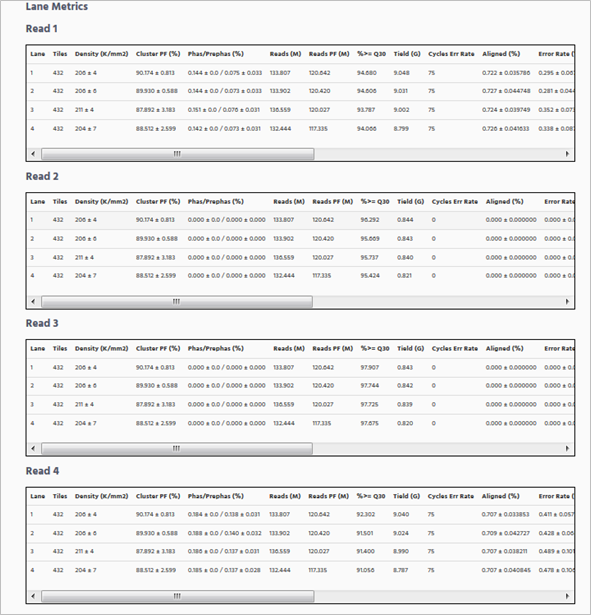 Lane Metrics
Read 1
Lane Tiles Density (K/mm2) Cluster PF (%) Phas/Prephas (%) Reads (M) Reads PF (M) %>= Q30 Yield (G) Cycles Err Rate Aligned (%) Error Rate (
1 432 206 ± 4 90.174 ± 0.813 0.144 ± 0.0 / 0.075 ± 0.033 133.807 120.642 94.680 9.048 75 0.722 ± 0.035786 0.295 ± 0.06
2 432 206 ± 6 89.930 ± 0.588 0.144 ± 0.0 / 0.073 ± 0.033 133.902 120.420 94.606 9.031 75 0.727 ± 0.044748 0.281 ± 0.04
3 432 211 ± 4 87.892 ± 3.183 0.151 ± 0.0 / 0.076 ± 0.031 136.559 120.027 93.787 9.002 75 0.724 ± 0.039749 0.352 ± 0.07
4 432 204 ± 7 88.512 ± 2.599 0.142 ± 0.0 / 0.073 ± 0.031 132.444 117.335 94.066 8.799 75 0.726 ± 0.041633 0.338 ± 0.08
Read 2
Lane Tiles Density (K/mm2) Cluster PF (%) Phas/Prephas (%) Reads (M) Reads PF (M) %>= Q30 Yield (G) Cycles Err Rate Aligned (%) Error Rate
1 432 206 ± 4 90.174 ± 0.813 0.000 ± 0.0 / 0.000 ± 0.000 133.807 120.642 96.292 0.844 0 0.000 ± 0.000000 0.000 ± 0.0
2 432 206 ± 6 89.930 ± 0.588 0.000 ± 0.0 / 0.000 ± 0.000 133.902 120.420 95.669 0.843 0 0.000 ± 0.000000 0.000 ± 0.0
3 432 211 ± 4 87.892 ± 3.183 0.000 ± 0.0 / 0.000 ± 0.000 136.559 120.027 95.737 0.840 0 0.000 ± 0.000000 0.000 ± 0.0
4 432 204 ± 7 88.512 ± 2.599 0.000 ± 0.0 / 0.000 ± 0.000 132.444 117.335 95.424 0.821 0 0.000 ± 0.000000 0.000 ± 0.0
Read 3
Lane Tiles Density (K/mm2) Cluster PF (%) Phas/Prephas (%) Reads (M) Reads PF (M) %>= Q30 Yield (G) Cycles Err Rate Aligned (%) Error Rate
1 432 206 ± 4 90.174 ± 0.813 0.000 ± 0.0 / 0.000 ± 0.000 133.807 120.642 97.907 0.843 0 0.000 ± 0.000000 0.000 ± 0.0
2 432 206 ± 6 89.930 ± 0.588 0.000 ± 0.0 / 0.000 ± 0.000 133.902 120.420 97.744 0.842 0 0.000 ± 0.000000 0.000 ± 0.0
3 432 211 ± 4 87.892 ± 3.183 0.000 ± 0.0 / 0.000 ± 0.000 136.559 120.027 97.725 0.839 0 0.000 ± 0.000000 0.000 ± 0.0
4 432 204 ± 7 88.512 ± 2.599 0.000 ± 0.0 / 0.000 ± 0.000 132.444 117.335 97.675 0.820 0 0.000 ± 0.000000 0.000 ± 0.0
Read 4
Lane Tiles Density (K/mm2) Cluster PF (%) Phas/Prephas (%) Reads (M) Reads PF (M) %>= Q30 Yield (G) Cycles Err Rate Aligned (%) Error Rate (
1 432 206 ± 4 90.174 ± 0.813 0.184 ± 0.0 / 0.138 ± 0.031 133.807 120.642 92.302 9.040 75 0.707 ± 0.033853 0.411 ± 0.057
2 432 206 ± 6 89.930 ± 0.588 0.188 ± 0.0 / 0.140 ± 0.032 133.902 120.420 91.501 9.024 75 0.709 ± 0.042727 0.428 ± 0.06
3 432 211 ± 4 87.892 ± 3.183 0.186 ± 0.0 / 0.137 ± 0.031 136.559 120.027 91.400 8.990 75 0.707 ± 0.038211 0.489 ± 0.101
4 432 204 ± 7 88.512 ± 2.599 0.185 ± 0.0 / 0.137 ± 0.028 132.444 117.335 91.056 8.787 75 0.707 ± 0.040845 0.478 ± 0.106